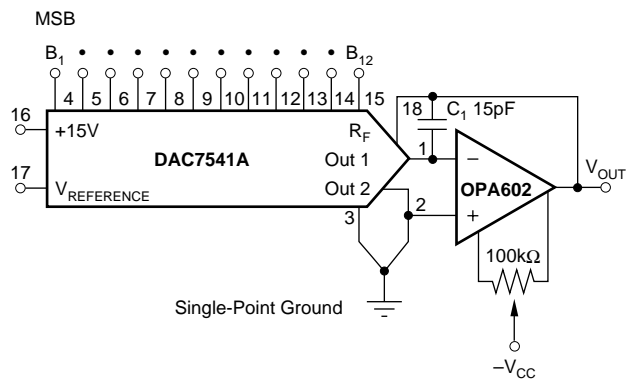 MSB
B1 • • • • • • • • • • B12
4 5 6 7 8 9 10 11 12 13 14 15
16 +15V
RF
18 C1 15pF
DAC7541A
Out 1 1 –
17 VREFERENCE
Out 2 2 +
OPA602
VOUT
3
100kΩ
Single-Point Ground
–VCC